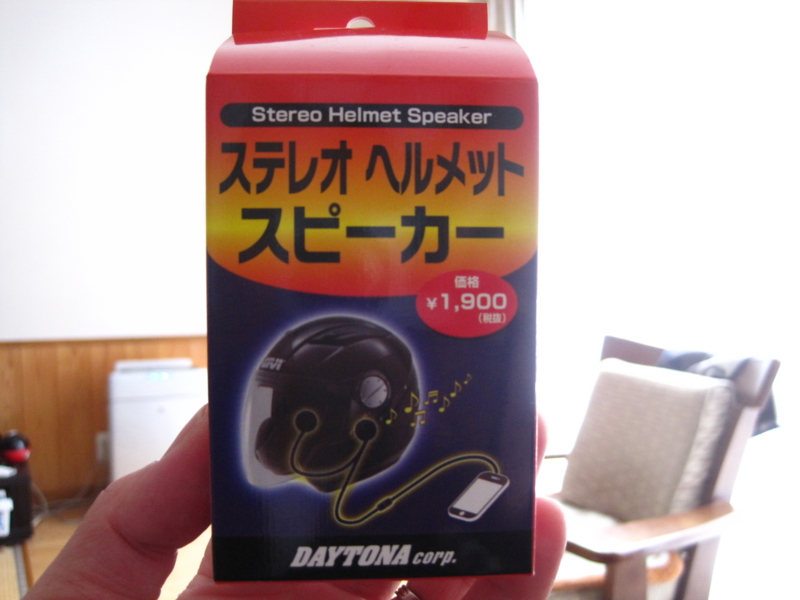 Stereo Helmet Speaker
ステレオ ヘルメット
スピーカー
価格
¥1,900
(税抜)
DAYTONA corp.